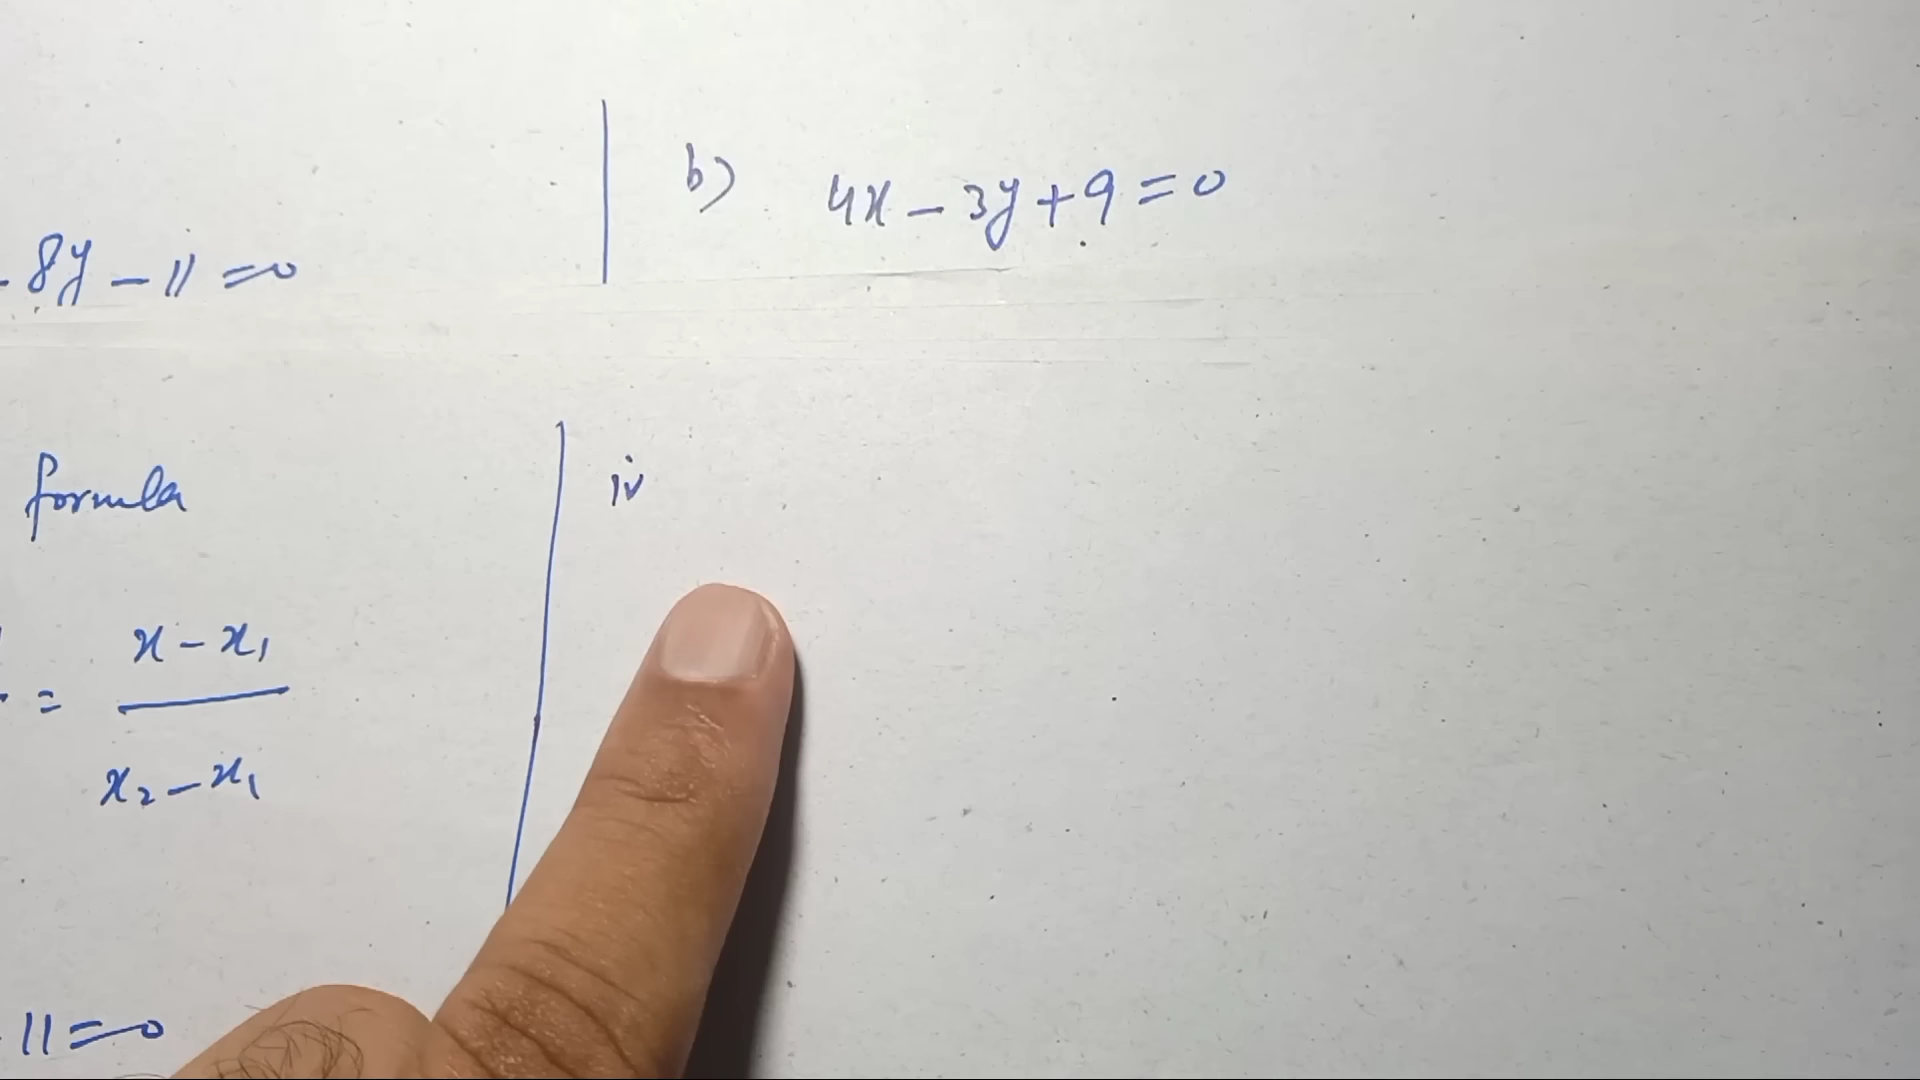 b) 4x - 3y + 9 = 0
- 8y - 11 = 0
formula
iv
= x - x₁
x₂ - x₁
- 11 = 0